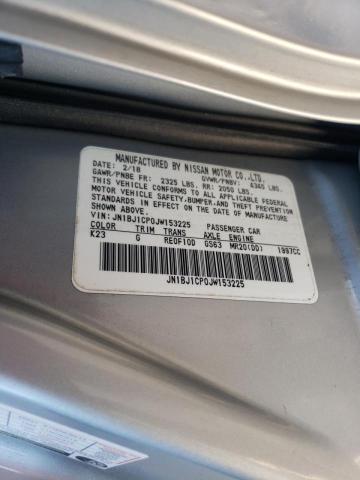 MANUFACTURED BY NISSAN MOTOR CO.,LTD.
DATE: 2/18 GVWR/PNBV: 4340 LBS.
GAWR/PNBE FR: 2325 LBS. RR: 2050 LBS.
THIS VEHICLE CONFORMS TO ALL APPLICABLE FEDERAL
MOTOR VEHICLE SAFETY, BUMPER, AND THEFT PREVENTION
STANDARDS IN EFFECT ON THE DATE OF
MANUFACTURE SHOWN ABOVE.
VIN: JN1BJ1CP0JW153225 PASSENGER CAR
COLOR TRIM TRANS AXLE ENGINE
K23 G RE0F10D GS63 MR20(DD) 1997CC
JN1BJ1CP0JW153225